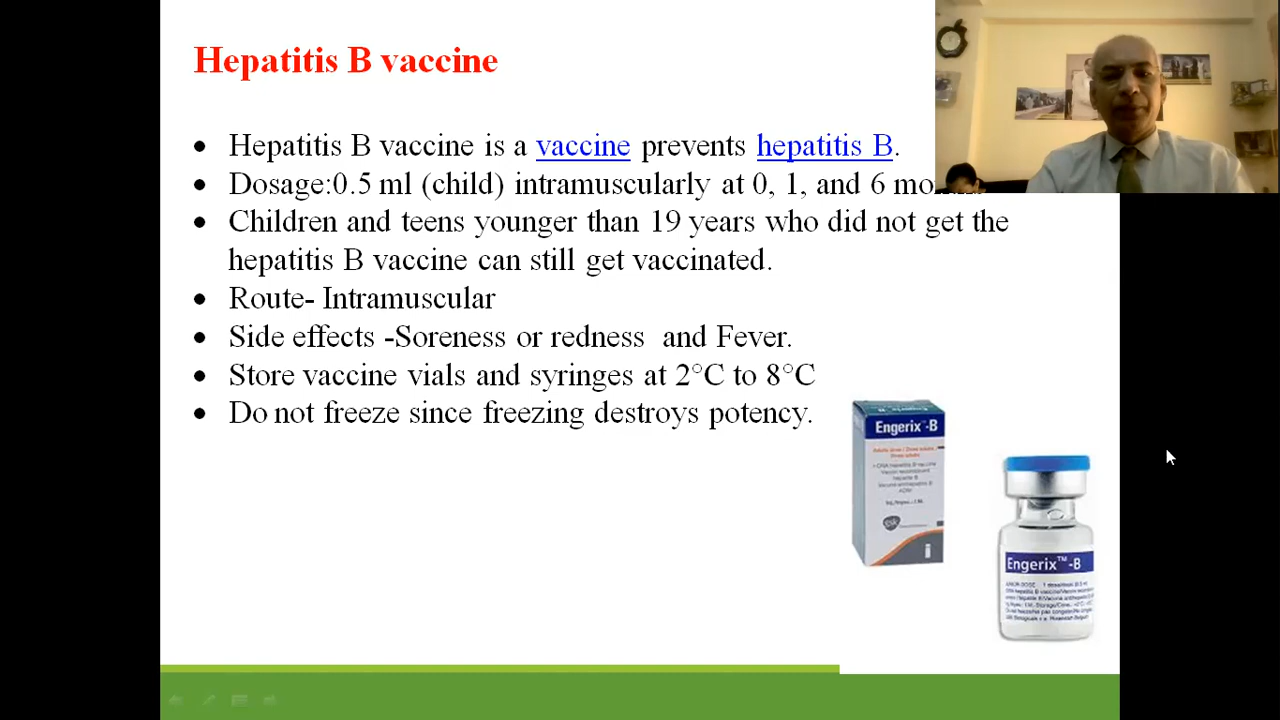 Hepatitis B vaccine
Hepatitis B vaccine is a vaccine prevents hepatitis B.
Dosage:0.5 ml (child) intramuscularly at 0, 1, and 6
Children and teens younger than 19 years who did not get the
hepatitis B vaccine can still get vaccinated.
Route- Intramuscular
Side effects -Soreness or redness and Fever.
Store vaccine vials and syringes at 2°C to 8°C
Do not freeze since freezing destroys potency.
Engerix™-B
Engerix™-B